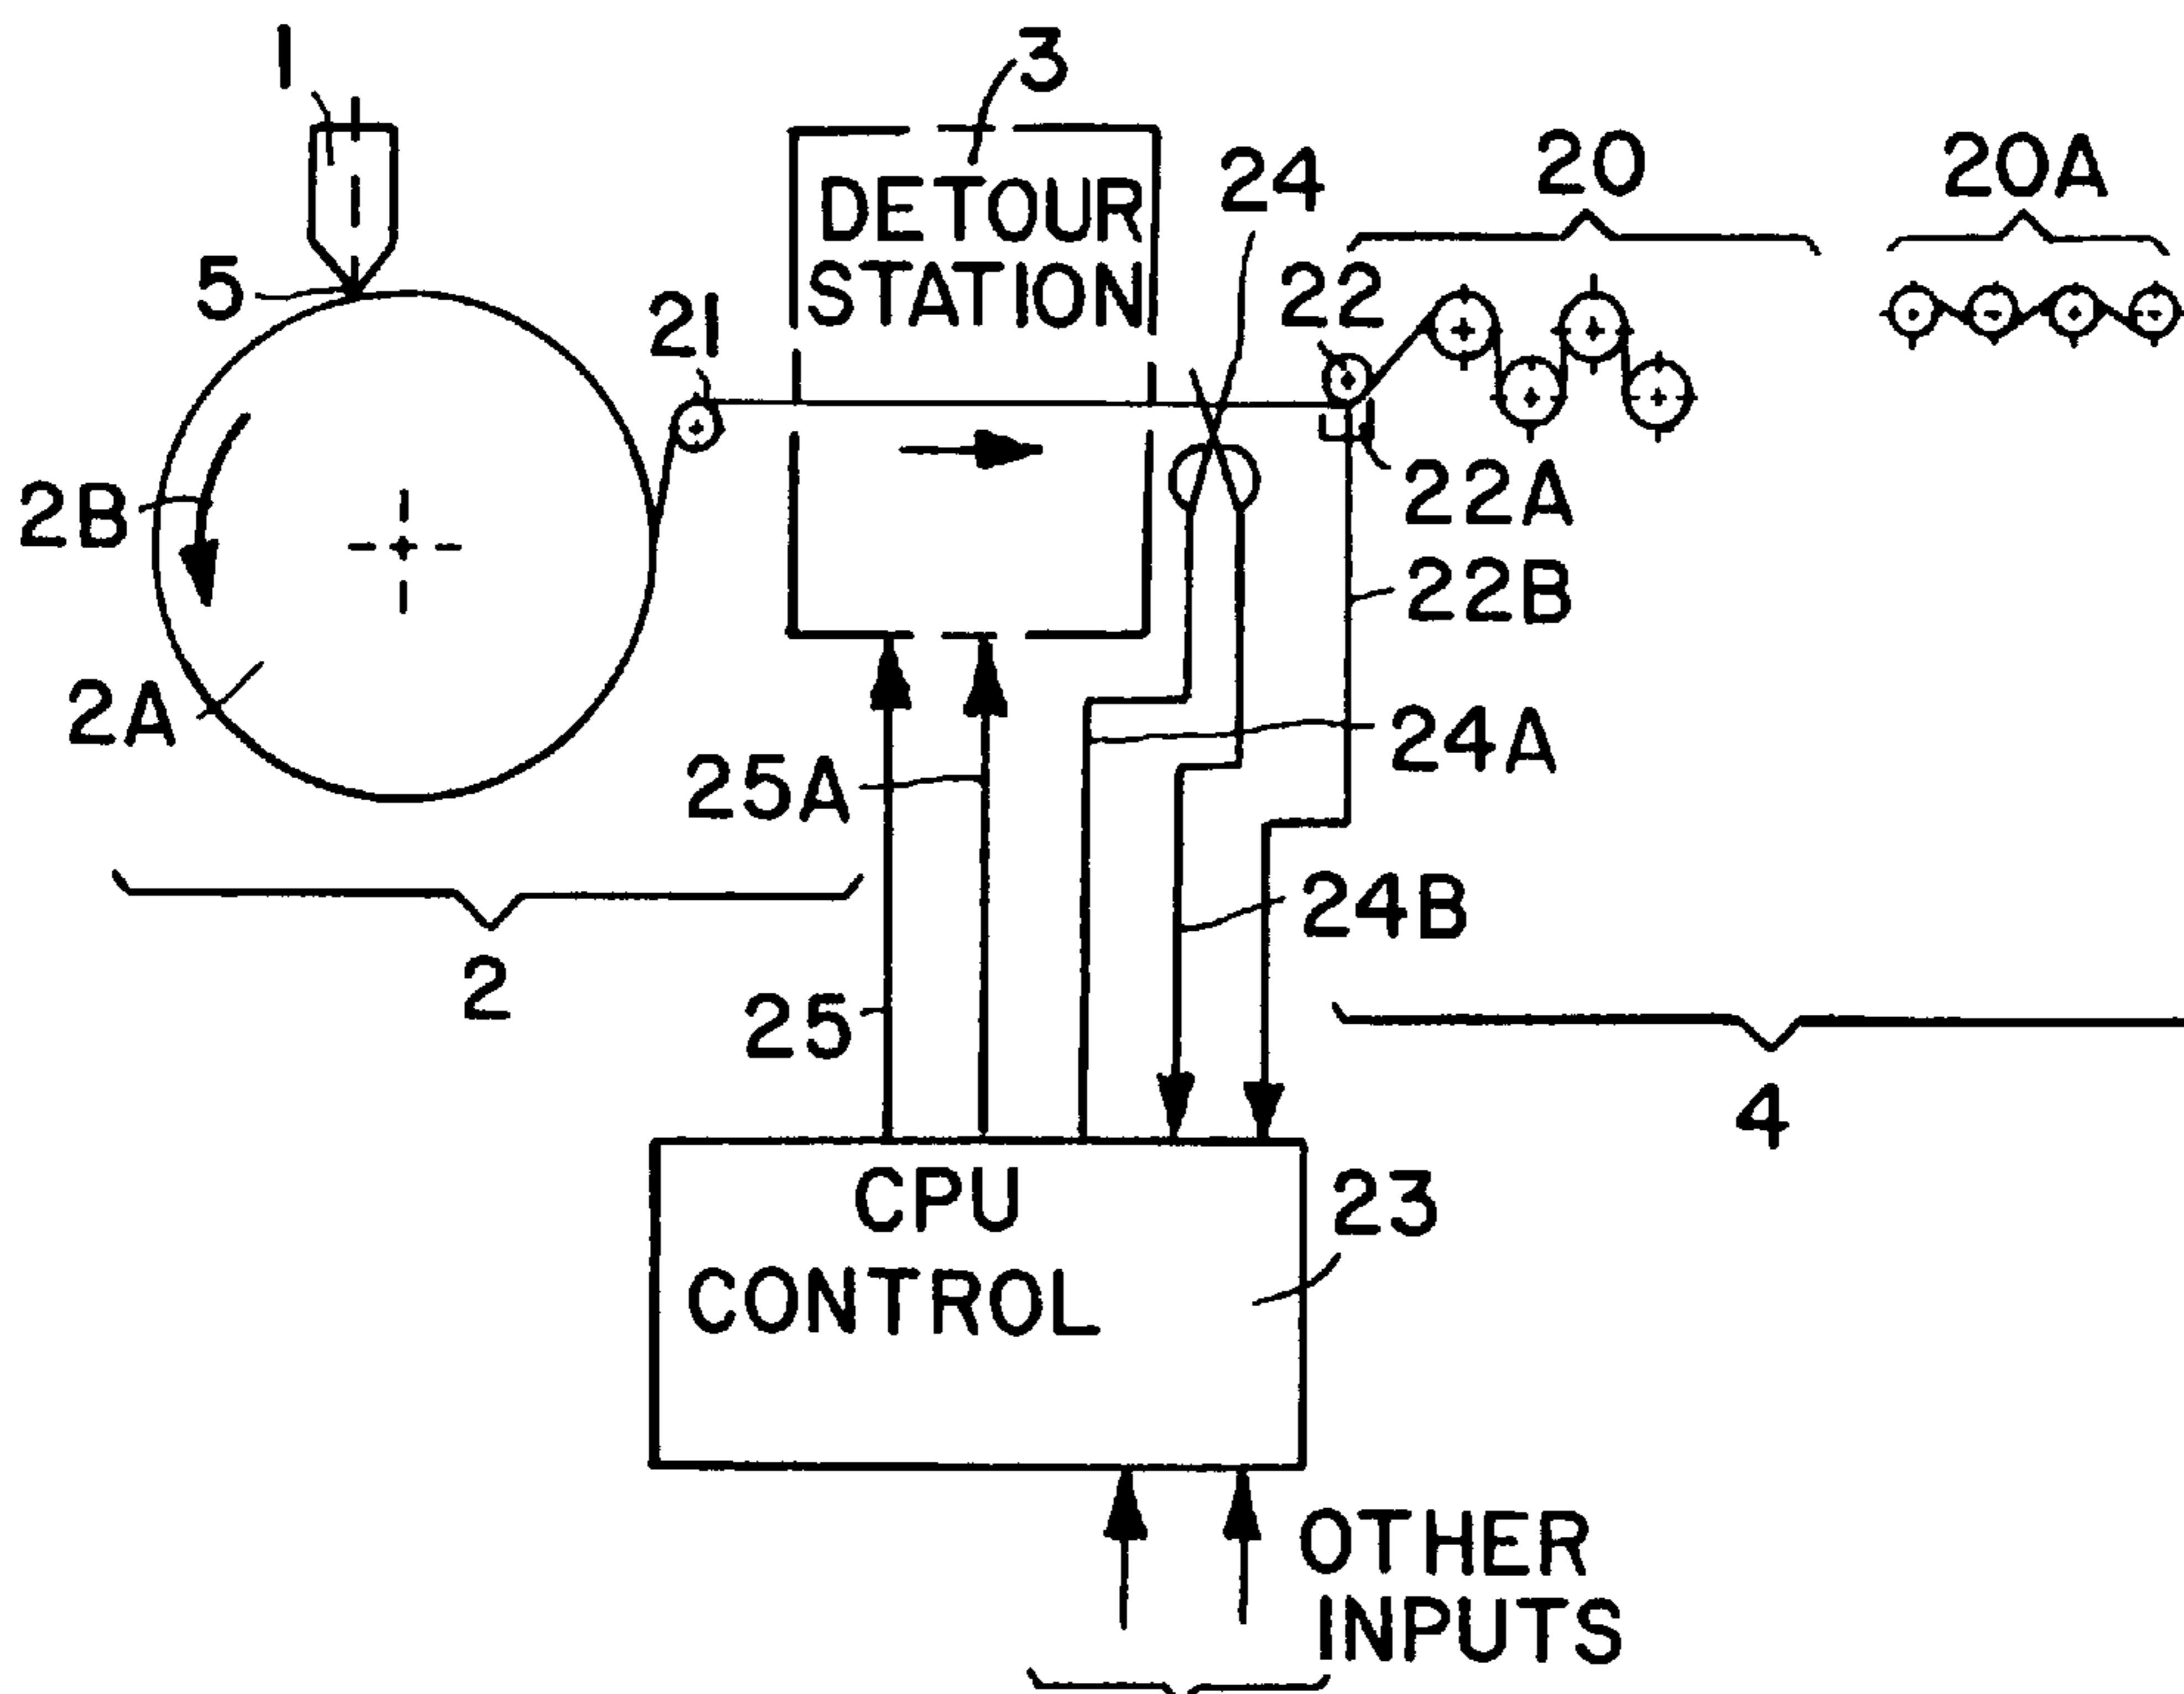 1
3
24
20
20A
DETOUR
STATION
5
21
22
2B
22A
22B
2A
25A
24A
24B
2
25
4
CPU
CONTROL
23
OTHER
INPUTS